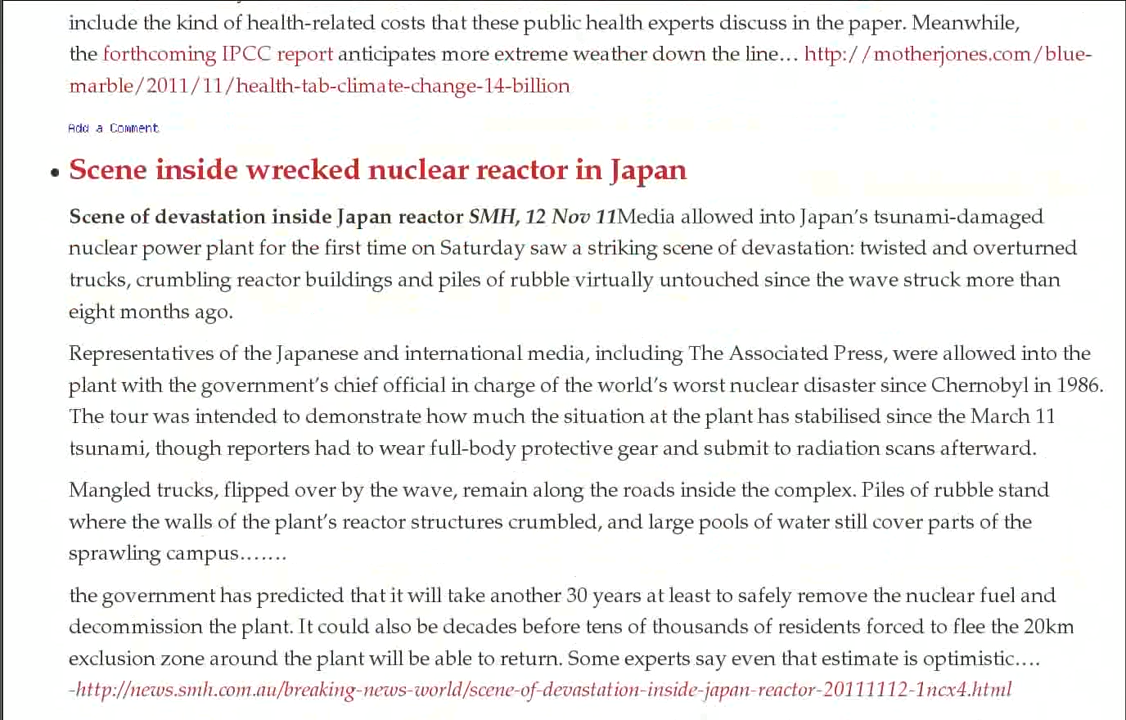 include the kind of health-related costs that these public health experts discuss in the paper. Meanwhile,
the forthcoming IPCC report anticipates more extreme weather down the line… http://motherjones.com/blue-
marble/2011/11/health-tab-climate-change-14-billion
Add a Comment
• Scene inside wrecked nuclear reactor in Japan
Scene of devastation inside Japan reactor SMH, 12 Nov 11Media allowed into Japan's tsunami-damaged
nuclear power plant for the first time on Saturday saw a striking scene of devastation: twisted and overturned
trucks, crumbling reactor buildings and piles of rubble virtually untouched since the wave struck more than
eight months ago.
Representatives of the Japanese and international media, including The Associated Press, were allowed into the
plant with the government's chief official in charge of the world's worst nuclear disaster since Chernobyl in 1986.
The tour was intended to demonstrate how much the situation at the plant has stabilised since the March 11
tsunami, though reporters had to wear full-body protective gear and submit to radiation scans afterward.
Mangled trucks, flipped over by the wave, remain along the roads inside the complex. Piles of rubble stand
where the walls of the plant's reactor structures crumbled, and large pools of water still cover parts of the
sprawling campus…….
the government has predicted that it will take another 30 years at least to safely remove the nuclear fuel and
decommission the plant. It could also be decades before tens of thousands of residents forced to flee the 20km
exclusion zone around the plant will be able to return. Some experts say even that estimate is optimistic….
-http://news.smh.com.au/breaking-news-world/scene-of-devastation-inside-japan-reactor-20111112-1ncx4.html